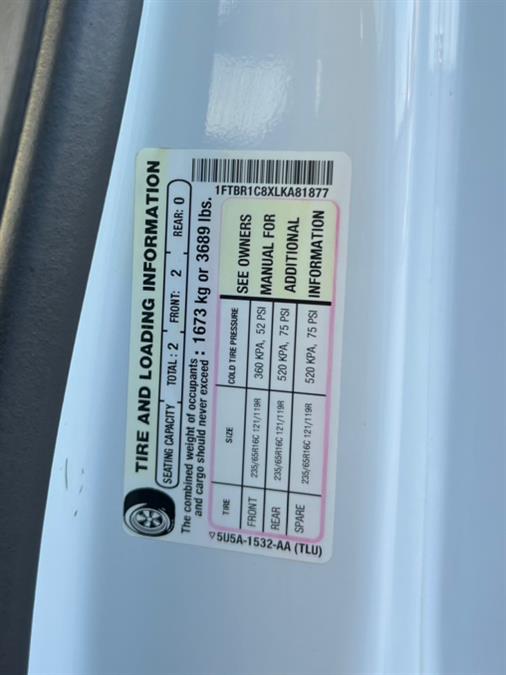 1FTBR1C8XLKA81877
TIRE AND LOADING INFORMATION
SEATING CAPACITY TOTAL : 2 FRONT: 2 REAR: 0
The combined weight of occupants
and cargo should never exceed : 1673 kg or 3689 lbs.
TIRE SIZE COLD TIRE PRESSURE SEE OWNERS
FRONT 235/65R16C 121/119R 360 KPA, 52 PSI MANUAL FOR
REAR 235/65R16C 121/119R 520 KPA, 75 PSI ADDITIONAL
SPARE 235/65R16C 121/119R 520 KPA, 75 PSI INFORMATION
5U5A-1532-AA (TLU)